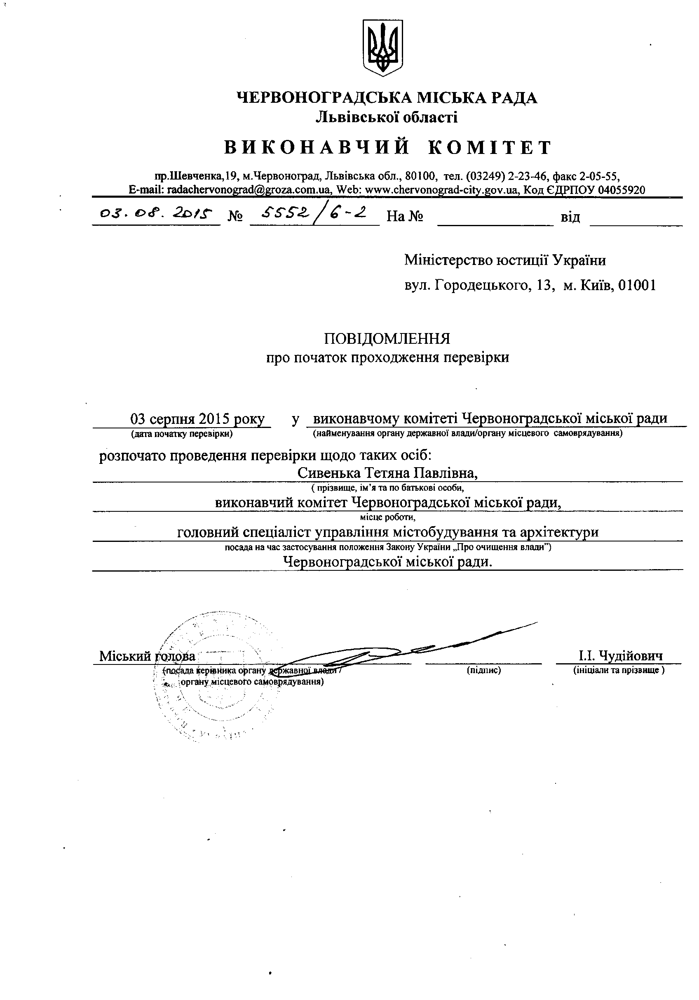 ЧЕРВОНОГРАДСЬКА МІСЬКА РАДА
Львівської області
ВИКОНАВЧИЙ КОМІТЕТ
пр.Шевченка,19, м.Червоноград, Львівська обл., 80100, тел. (03249) 2-23-46, факс 2-05-55,
E-mail: radachervonograd@groza.com.ua, Web: www.chervonograd-city.gov.ua, Код ЄДРПОУ 04055920
03.08.2015 № 5552/6-2 На № від
Міністерство юстиції України
вул. Городецького, 13, м. Київ, 01001
ПОВІДОМЛЕННЯ
про початок проходження перевірки
03 серпня 2015 року у виконавчому комітеті Червоноградської міської ради
(дата початку перевірки) (найменування органу державної влади/органу місцевого самоврядування)
розпочато проведення перевірки щодо таких осіб:
Сивенька Тетяна Павлівна,
( прізвище, ім’я та по батькові особи,
виконавчий комітет Червоноградської міської ради,
місце роботи,
головний спеціаліст управління містобудування та архітектури
посада на час застосування положення Закону України „Про очищення влади”)
Червоноградської міської ради.
Міський голова І.І. Чудійович
(посада керівника органу державної влади / (підпис) (ініціали та прізвище )
органу місцевого самоврядування)